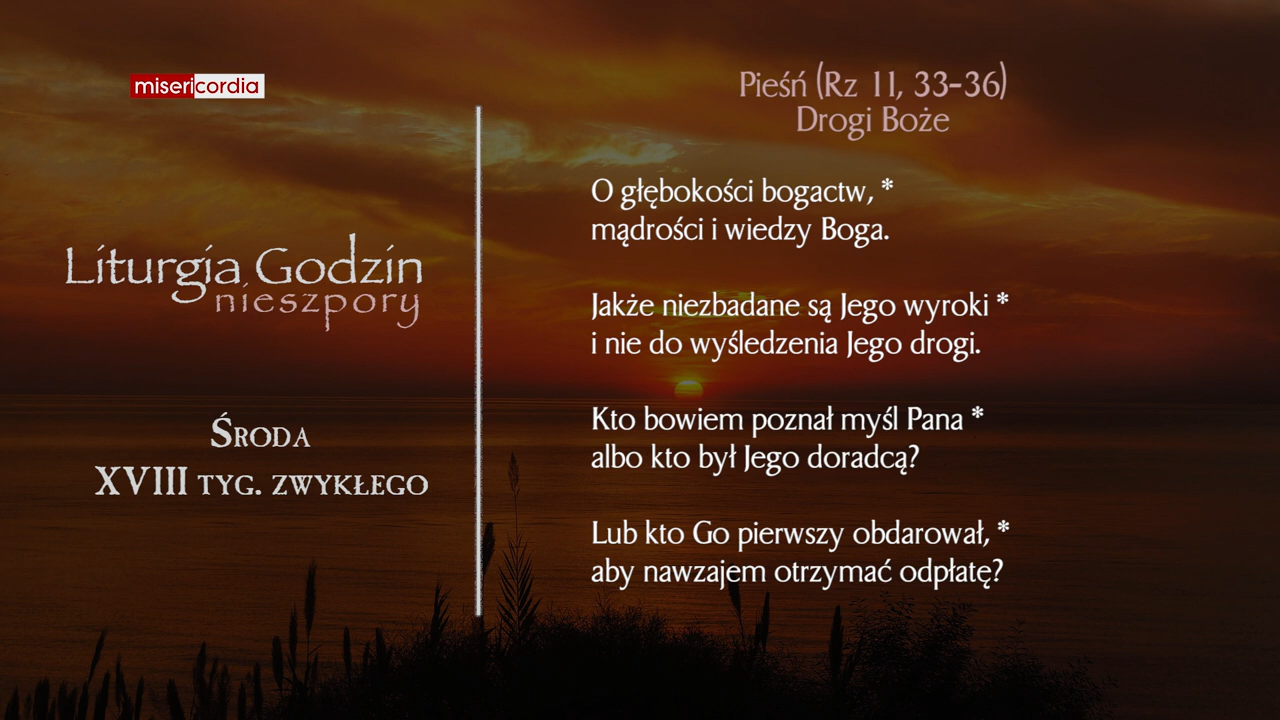 misericordia
Liturgia Godzin
nieszpory
Środa
XVIII tyg. zwykłego
Pieśń (Rz 11, 33-36)
Drogi Boże
O głębokości bogactw, *
mądrości i wiedzy Boga.
Jakże niezbadane są Jego wyroki *
i nie do wyśledzenia Jego drogi.
Kto bowiem poznał myśl Pana *
albo kto był Jego doradcą?
Lub kto Go pierwszy obdarował, *
aby nawzajem otrzymać odpłatę?